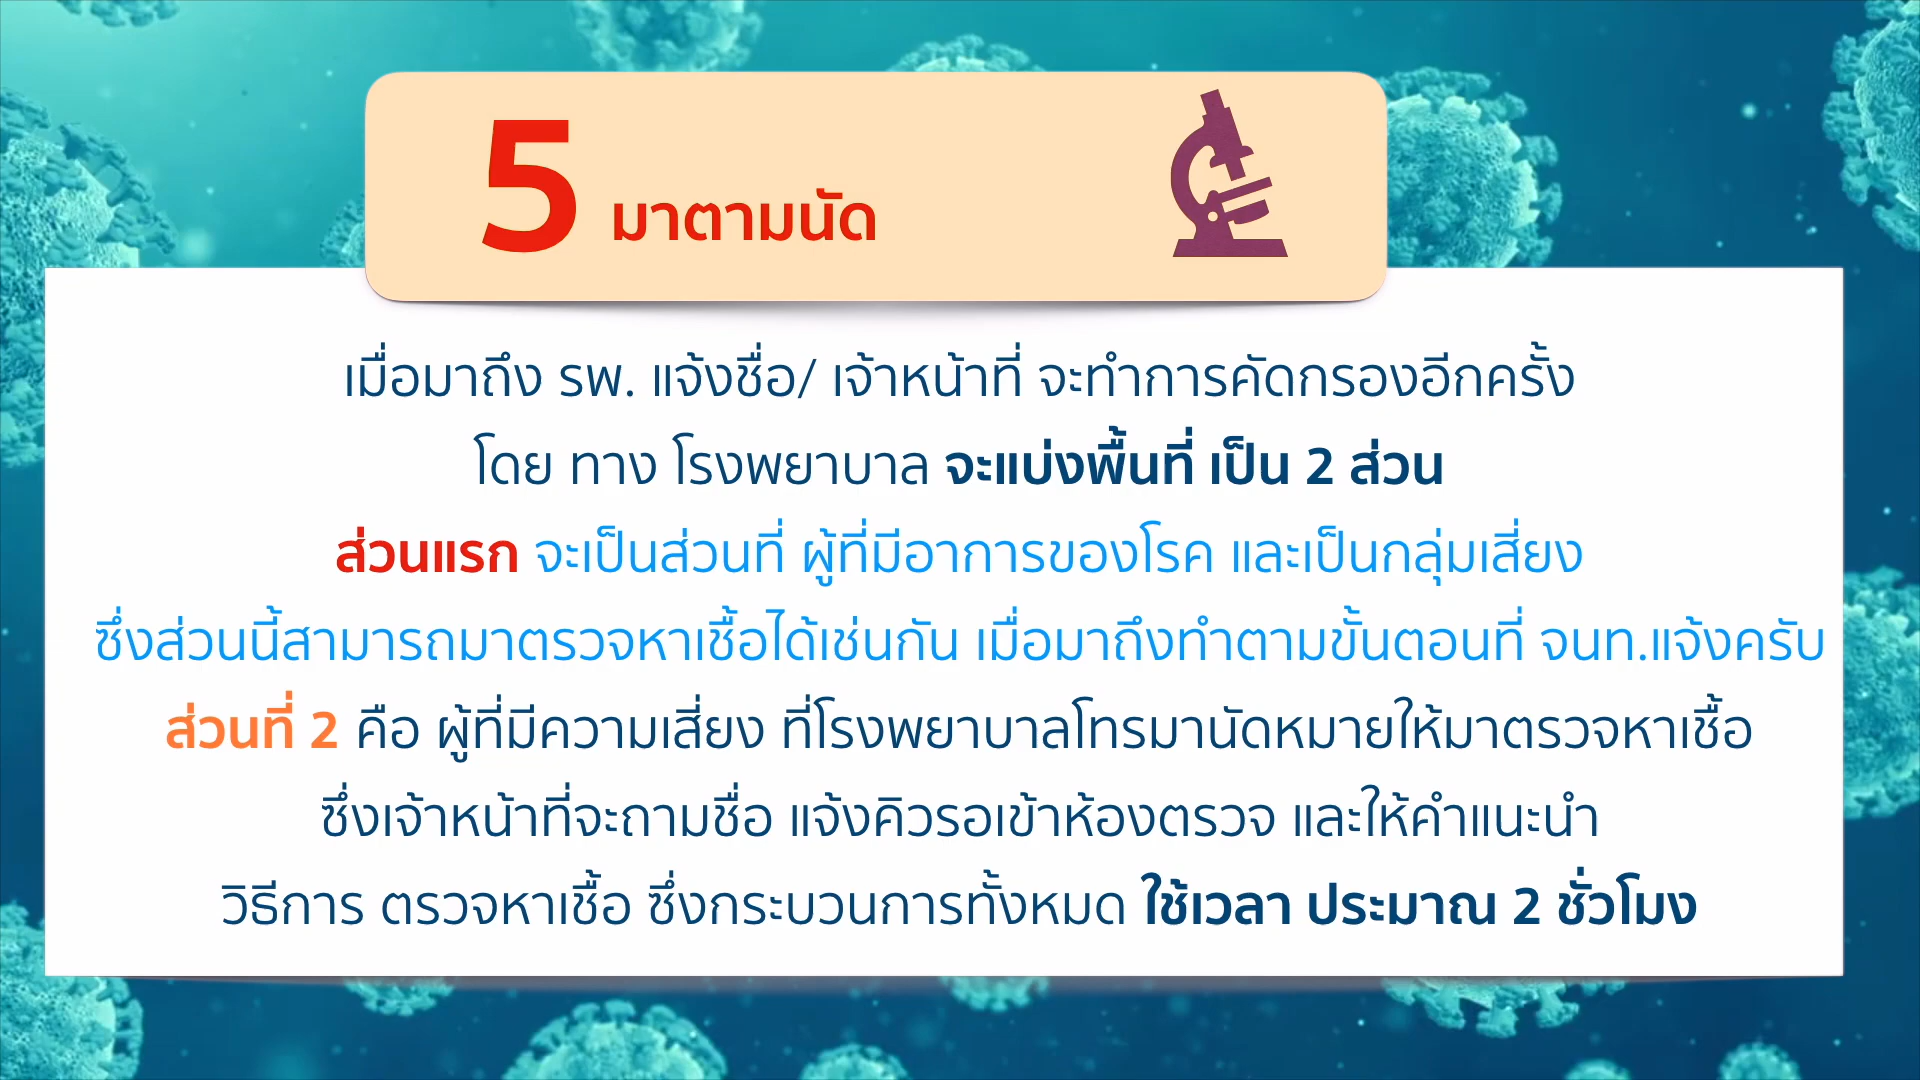 5 มาตามนัด
เมื่อมาถึง รพ. แจ้งชื่อ/ เจ้าหน้าที่ จะทำการคัดกรองอีกครั้ง
โดย ทาง โรงพยาบาล จะแบ่งพื้นที่ เป็น 2 ส่วน
ส่วนแรก จะเป็นส่วนที่ ผู้ที่มีอาการของโรค และเป็นกลุ่มเสี่ยง
ซึ่งส่วนนี้สามารถมาตรวจหาเชื้อได้เช่นกัน เมื่อมาถึงทำตามขั้นตอนที่ จนท.แจ้งครับ
ส่วนที่ 2 คือ ผู้ที่มีความเสี่ยง ที่โรงพยาบาลโทรมานัดหมายให้มาตรวจหาเชื้อ
ซึ่งเจ้าหน้าที่จะถามชื่อ แจ้งคิวรอเข้าห้องตรวจ และให้คำแนะนำ
วิธีการ ตรวจหาเชื้อ ซึ่งกระบวนการทั้งหมด ใช้เวลา ประมาณ 2 ชั่วโมง